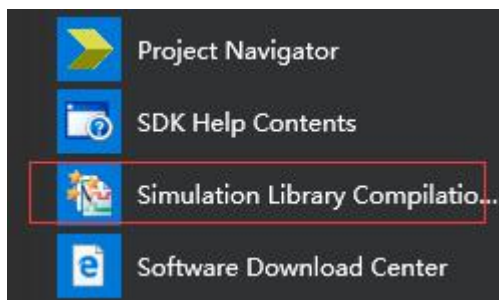 Project Navigator
SDK Help Contents
Simulation Library Compilatio...
Software Download Center